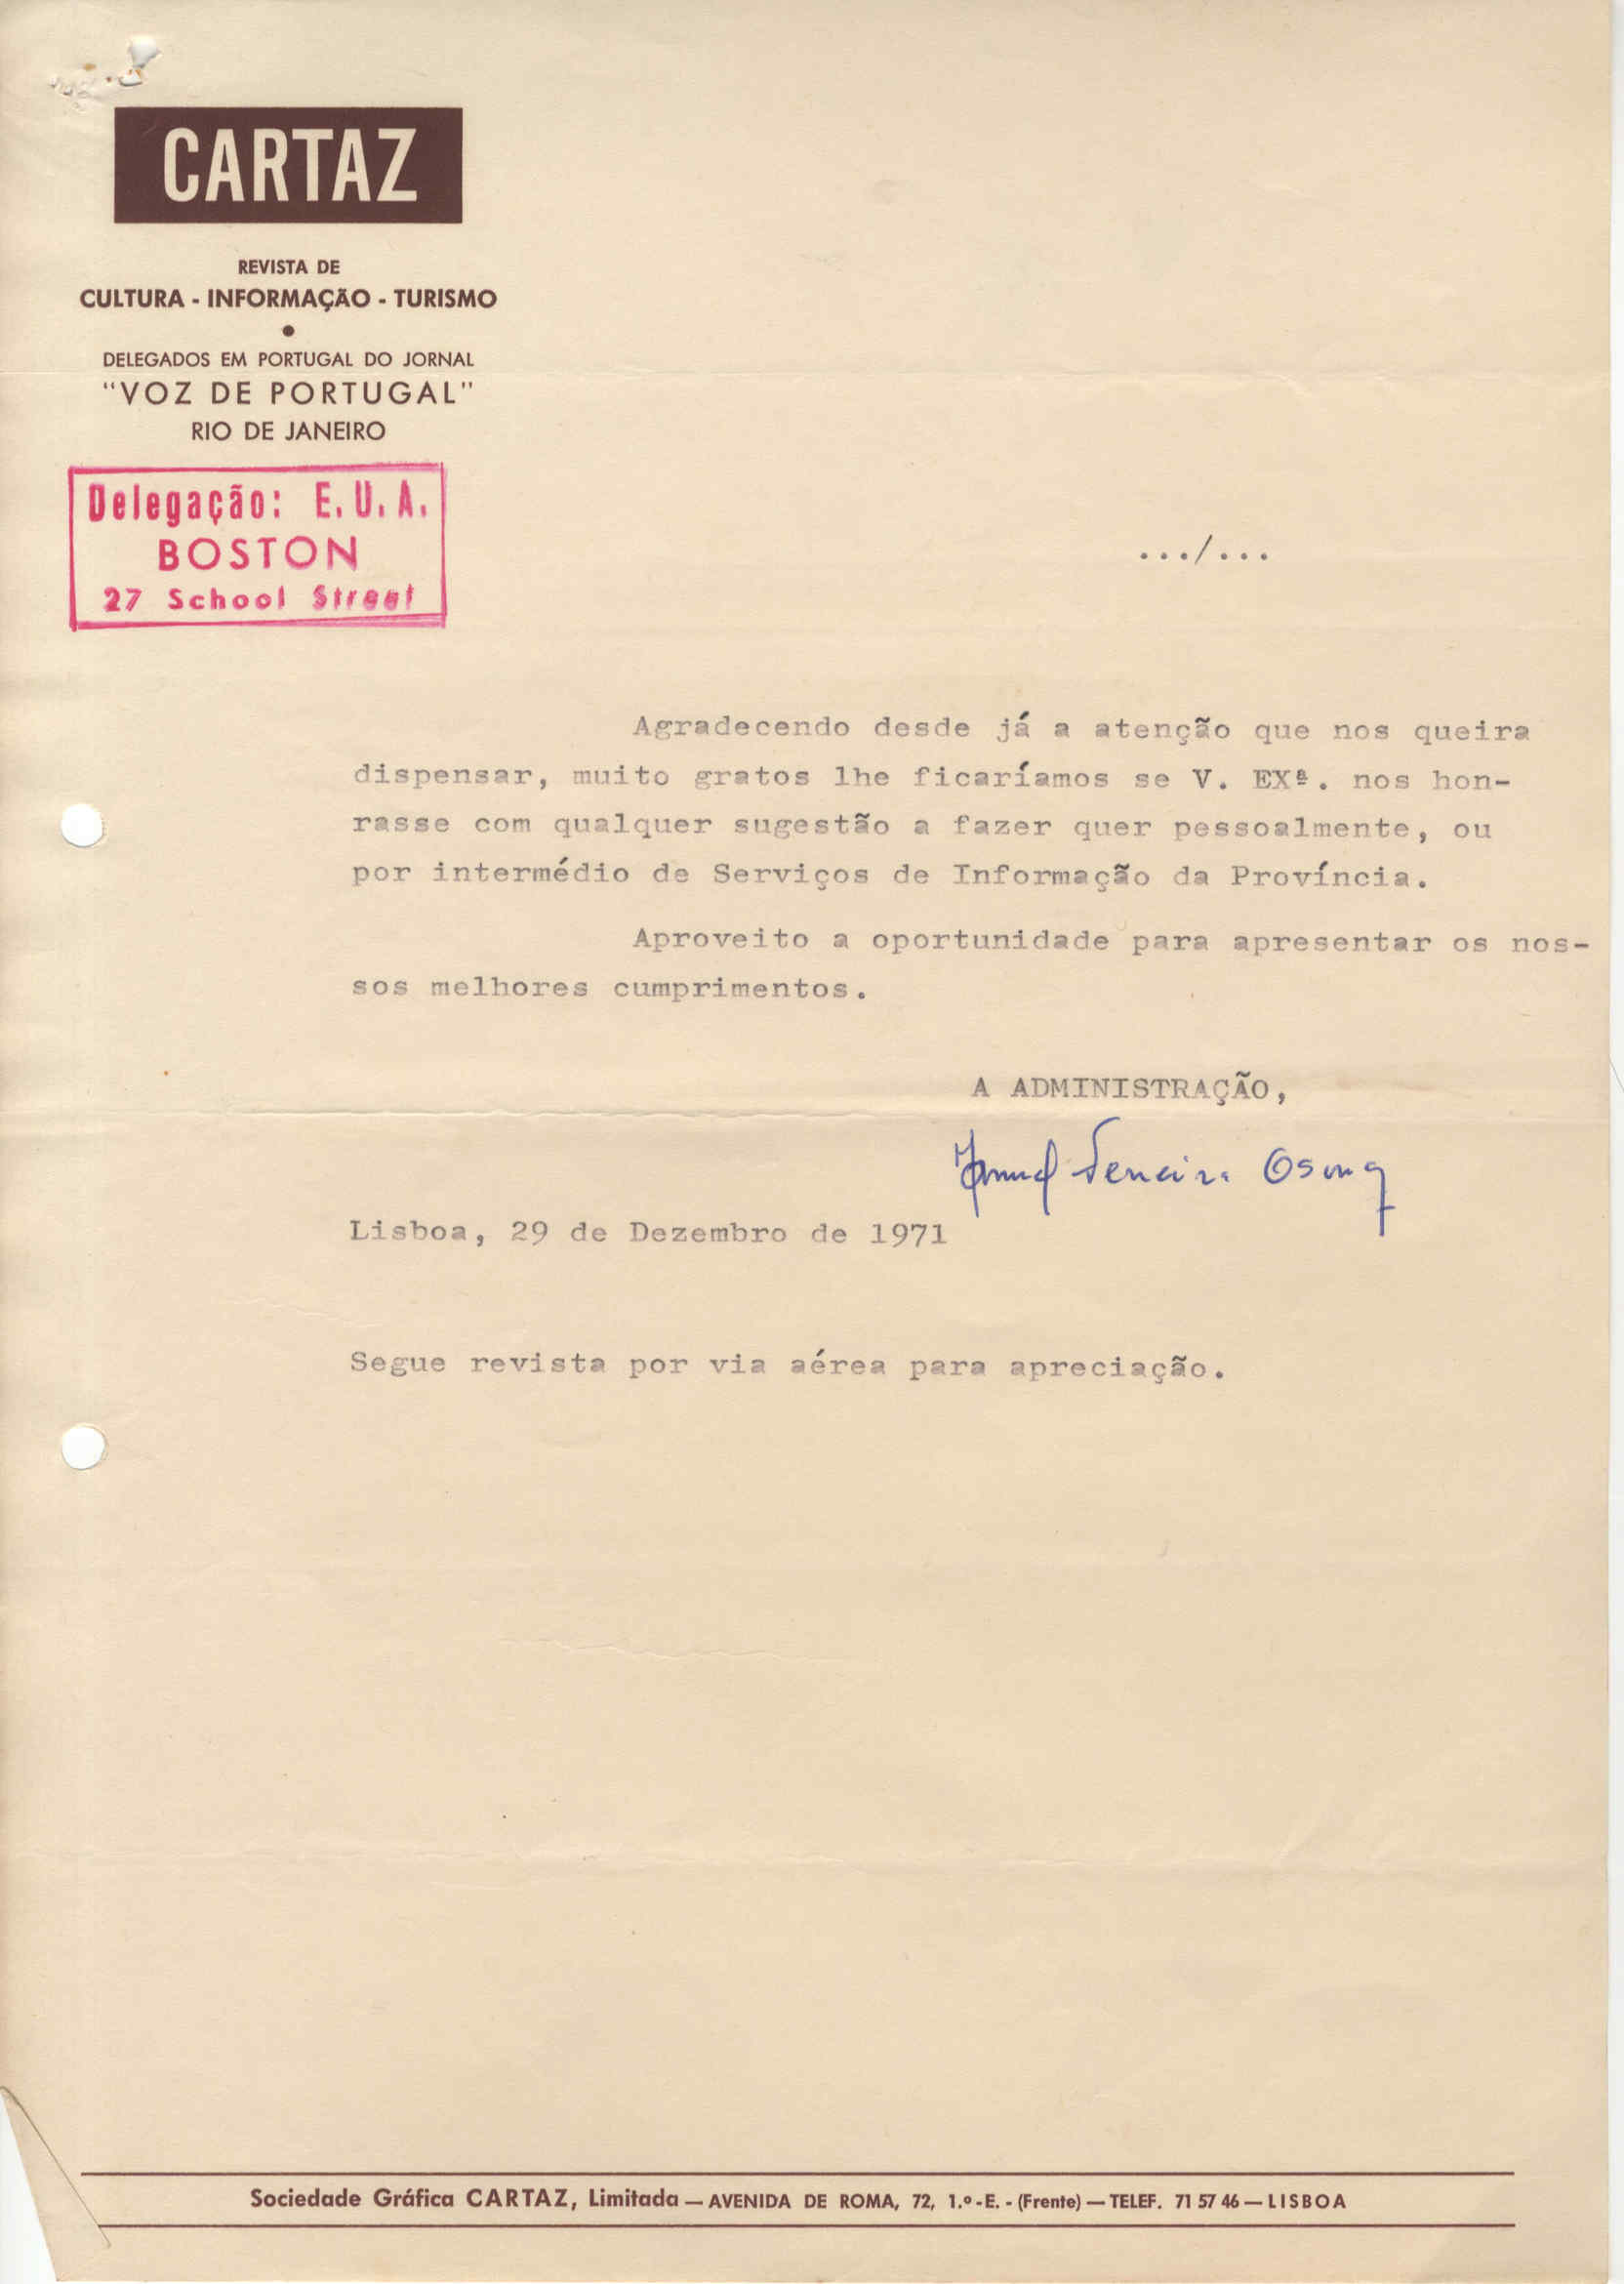 CARTAZ
REVISTA DE
CULTURA - INFORMAÇÃO - TURISMO
DELEGADOS EM PORTUGAL DO JORNAL
"VOZ DE PORTUGAL"
RIO DE JANEIRO
Delegação: E. U. A.
BOSTON
27 School Street
.../...
Agradecendo desde já a atenção que nos queira
dispensar, muito gratos lhe ficaríamos se V. EXª. nos hon-
rasse com qualquer sugestão a fazer quer pessoalmente, ou
por intermédio de Serviços de Informação da Província.
Aproveito a oportunidade para apresentar os nos-
sos melhores cumprimentos.
A ADMINISTRAÇÃO,
Lisboa, 29 de Dezembro de 1971
Segue revista por via aérea para apreciação.
Sociedade Gráfica CARTAZ, Limitada — AVENIDA DE ROMA, 72, 1.º-E. - (Frente) — TELEF. 71 57 46 — LISBOA